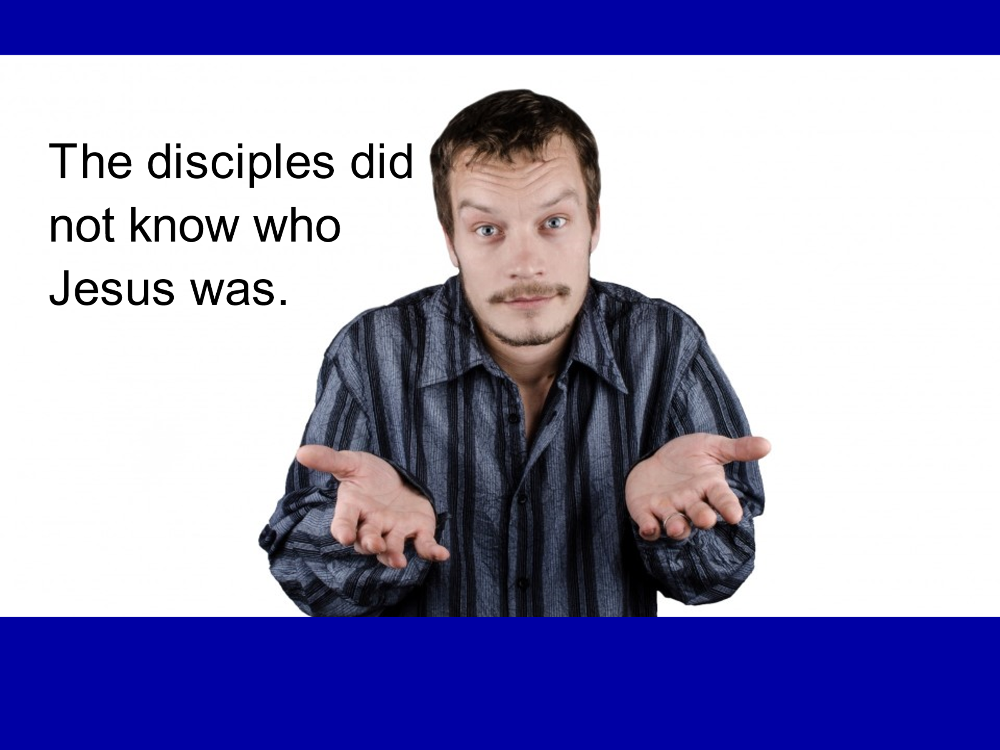 The disciples did
not know who
Jesus was.